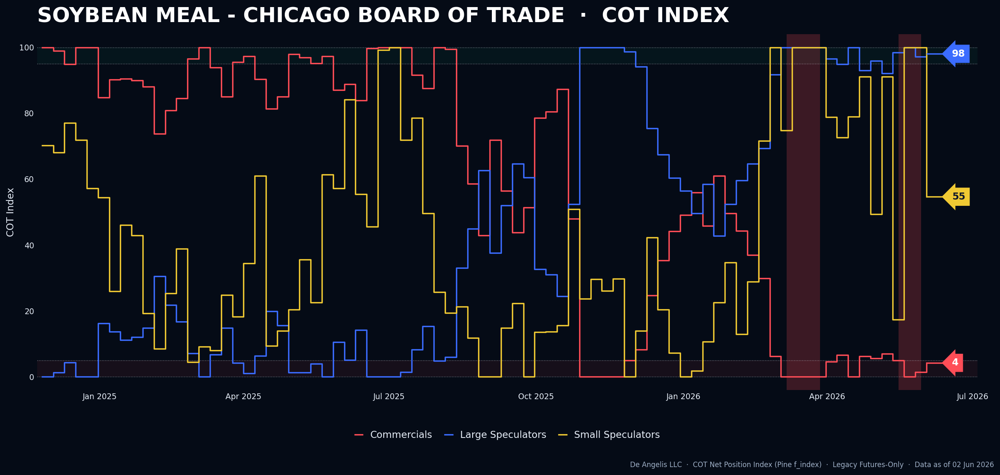 SOYBEAN MEAL - CHICAGO BOARD OF TRADE · COT INDEX
100
80
60
40
20
0
COT Index
98
55
4
Jan 2025
Apr 2025
Jul 2025
Oct 2025
Jan 2026
Apr 2026
Jul 2026
Commercials
Large Speculators
Small Speculators
De Angelis LLC · COT Net Position Index (Pine f_index) · Legacy Futures-Only · Data as of 02 Jun 2026